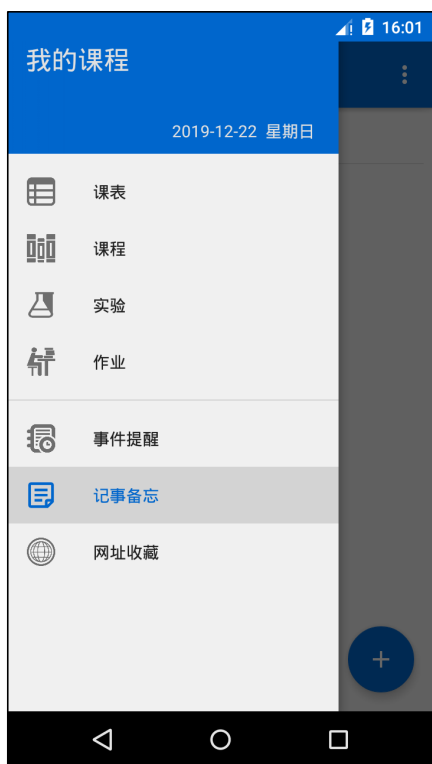 16:01
我的课程
2019-12-22 星期日
课表
课程
实验
作业
事件提醒
记事备忘
网址收藏